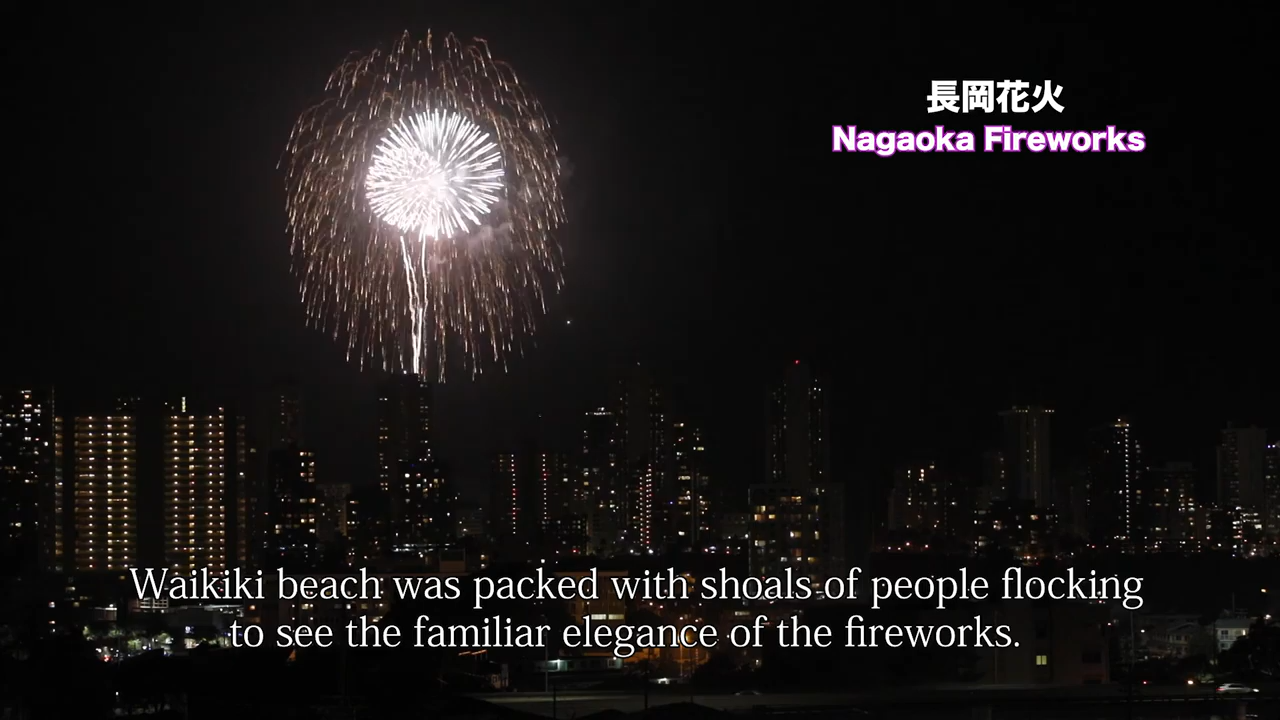 長岡花火
Nagaoka Fireworks
Waikiki beach was packed with shoals of people flocking
to see the familiar elegance of the fireworks.